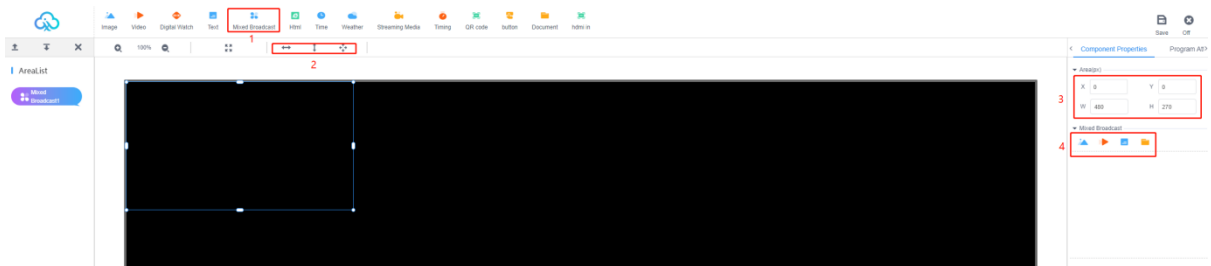 Image Video Digital Watch Text Mixed Broadcast Html Time Weather Streaming Media Timing QR code button Document hdmi in
Save Off
1
100%
2
Component Properties Program Att
AreaList
Area(px)
Mixed
Broadcast1
X 0 Y 0
3
W 480 H 270
Mixed Broadcast
4